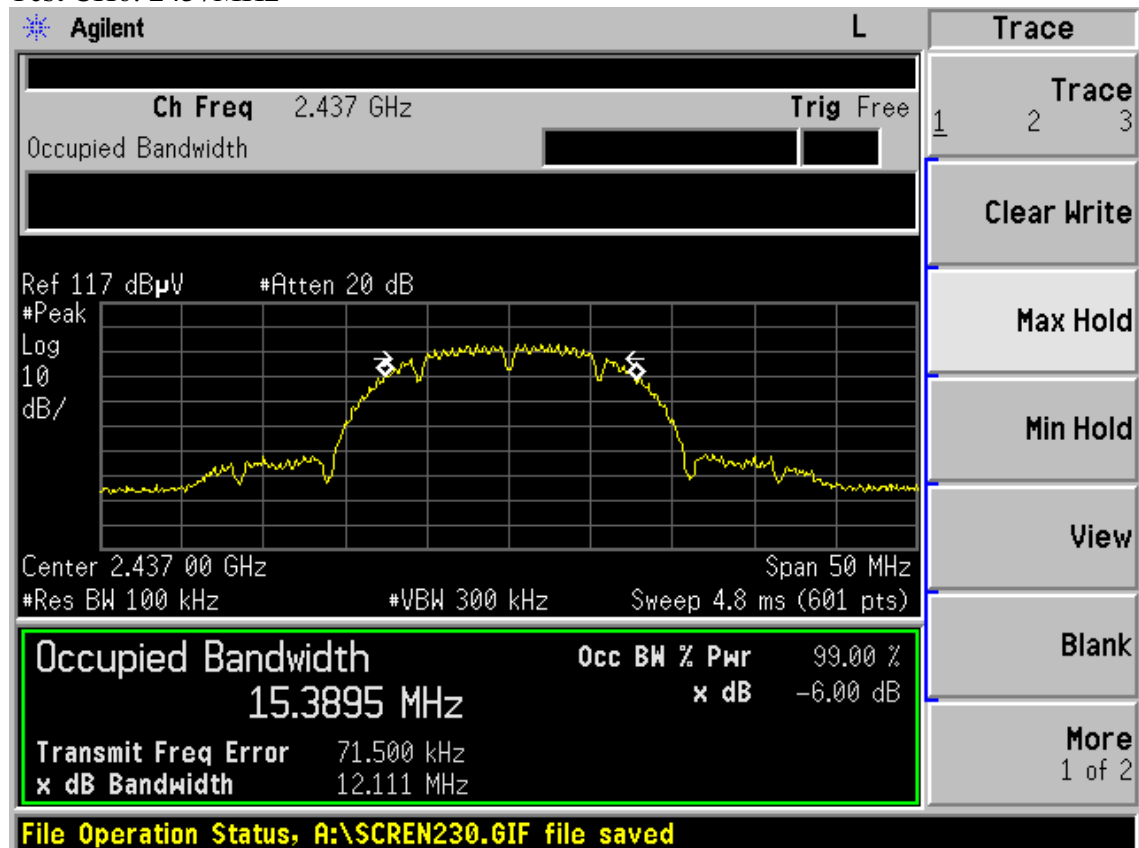 Agilent L Trace
Ch Freq 2.437 GHz Trig Free
Trace
1 2 3
Occupied Bandwidth
Clear Write
Ref 117 dBµV #Atten 20 dB
#Peak
Log
10
dB/
Max Hold
Min Hold
View
Center 2.437 00 GHz Span 50 MHz
#Res BW 100 kHz #VBW 300 kHz Sweep 4.8 ms (601 pts)
Occupied Bandwidth
15.3895 MHz
Occ BW % Pwr 99.00 %
x dB -6.00 dB
Blank
Transmit Freq Error 71.500 kHz
x dB Bandwidth 12.111 MHz
More
1 of 2
File Operation Status, A:\SCREN230.GIF file saved